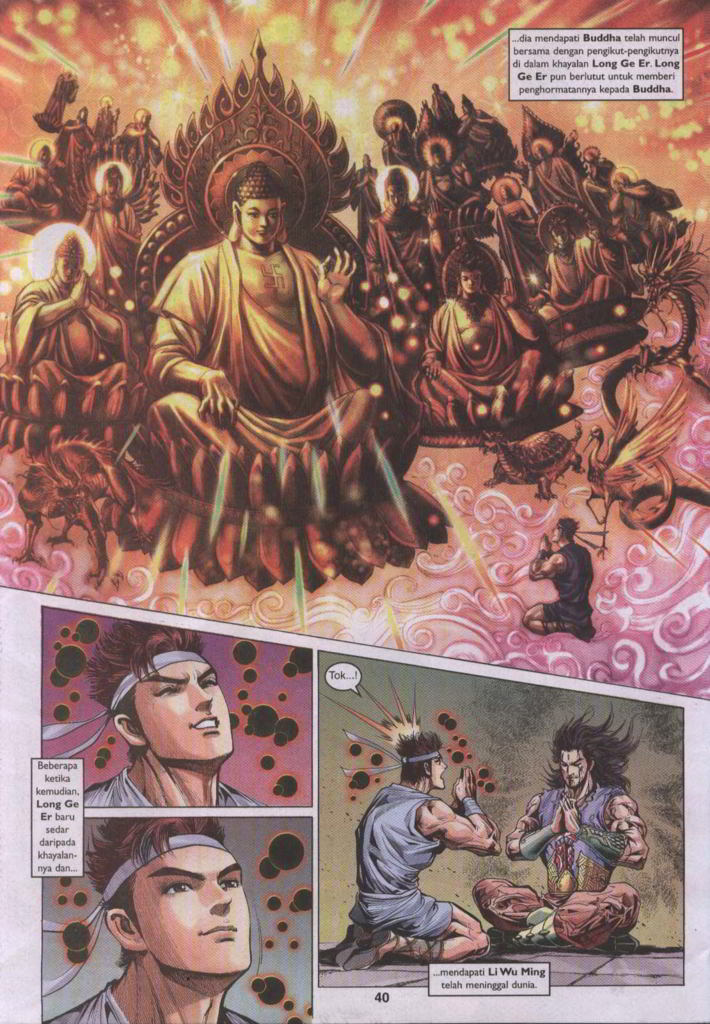 ...dia mendapati Buddha telah muncul
bersama dengan pengikut-pengikutnya
di dalam khayalan Long Ge Er. Long
Ge Er pun berlutut untuk memberi
penghormatannya kepada Buddha.
Beberapa
ketika
kemudian,
Long Ge
Er baru
sedar
daripada
khayalan-
nya dan...
Tok...!
...mendapati Li Wu Ming
telah meninggal dunia.
40